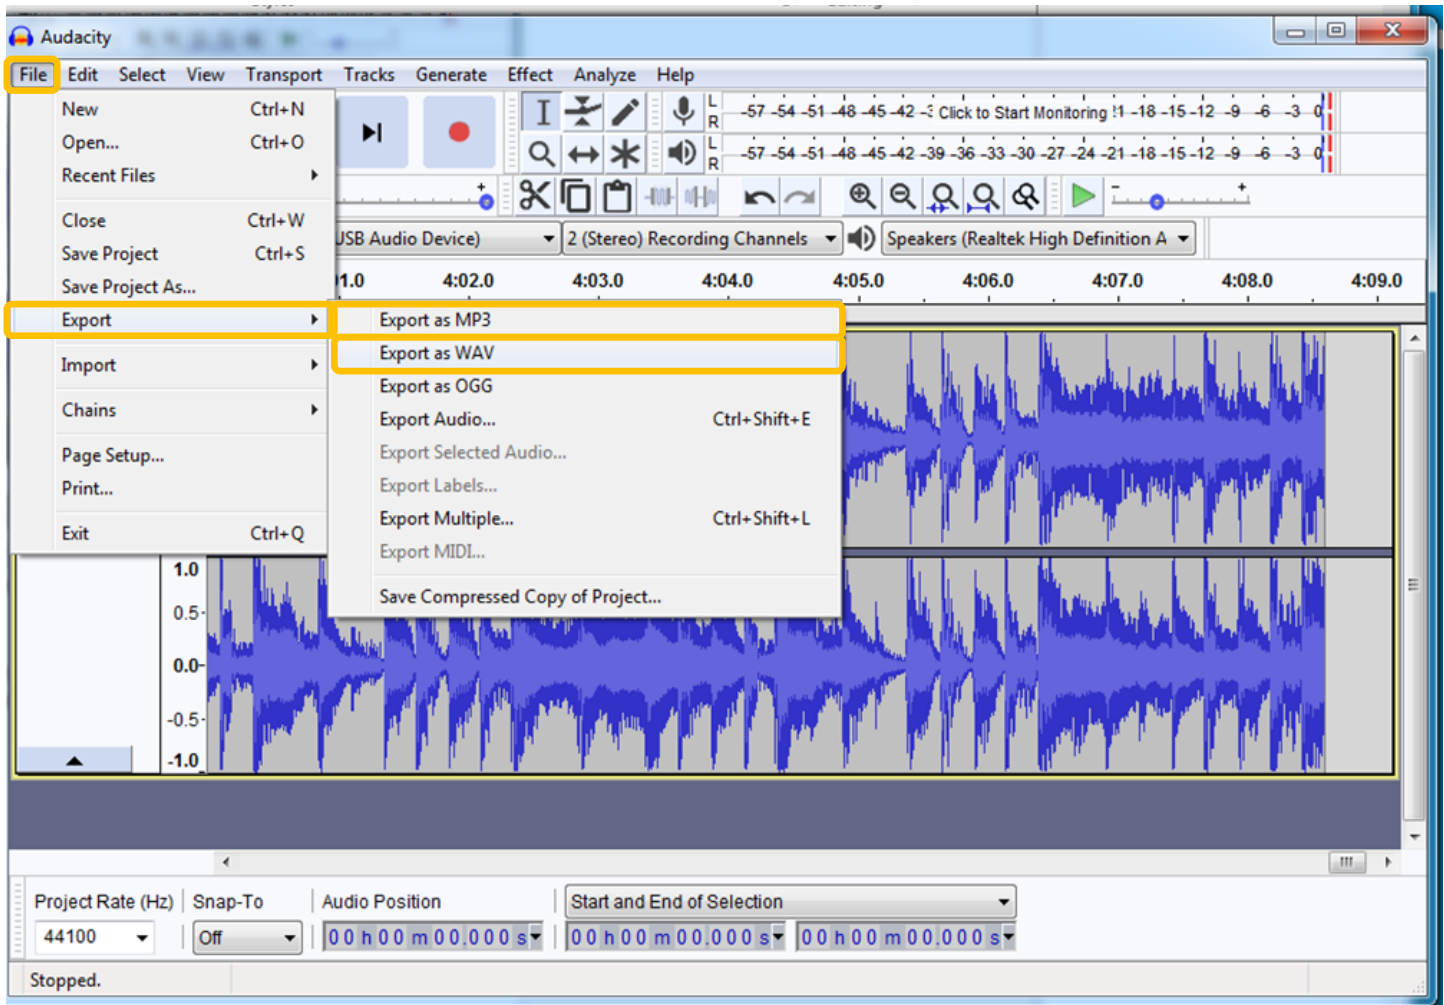 Audacity
File Edit Select View Transport Tracks Generate Effect Analyze Help
New Ctrl+N
Open... Ctrl+O
Recent Files
Close Ctrl+W
Save Project Ctrl+S
Save Project As...
Export
Import
Chains
Page Setup...
Print...
Exit Ctrl+Q
L
R
-57 -54 -51 -48 -45 -42 Click to Start Monitoring -18 -15 -12 -9 -6 -3 0
L
R
-57 -54 -51 -48 -45 -42 -39 -36 -33 -30 -27 -24 -21 -18 -15 -12 -9 -6 -3 0
USB Audio Device) 2 (Stereo) Recording Channels Speakers (Realtek High Definition A
1.0 4:02.0 4:03.0 4:04.0 4:05.0 4:06.0 4:07.0 4:08.0 4:09.0
Export as MP3
Export as WAV
Export as OGG
Export Audio... Ctrl+Shift+E
Export Selected Audio...
Export Labels...
Export Multiple... Ctrl+Shift+L
Export MIDI...
Save Compressed Copy of Project...
1.0
0.5
0.0
-0.5
-1.0
Project Rate (Hz) Snap-To Audio Position Start and End of Selection
44100 Off 00 h 00 m 00.000 s 00 h 00 m 00.000 s 00 h 00 m 00.000 s
Stopped.